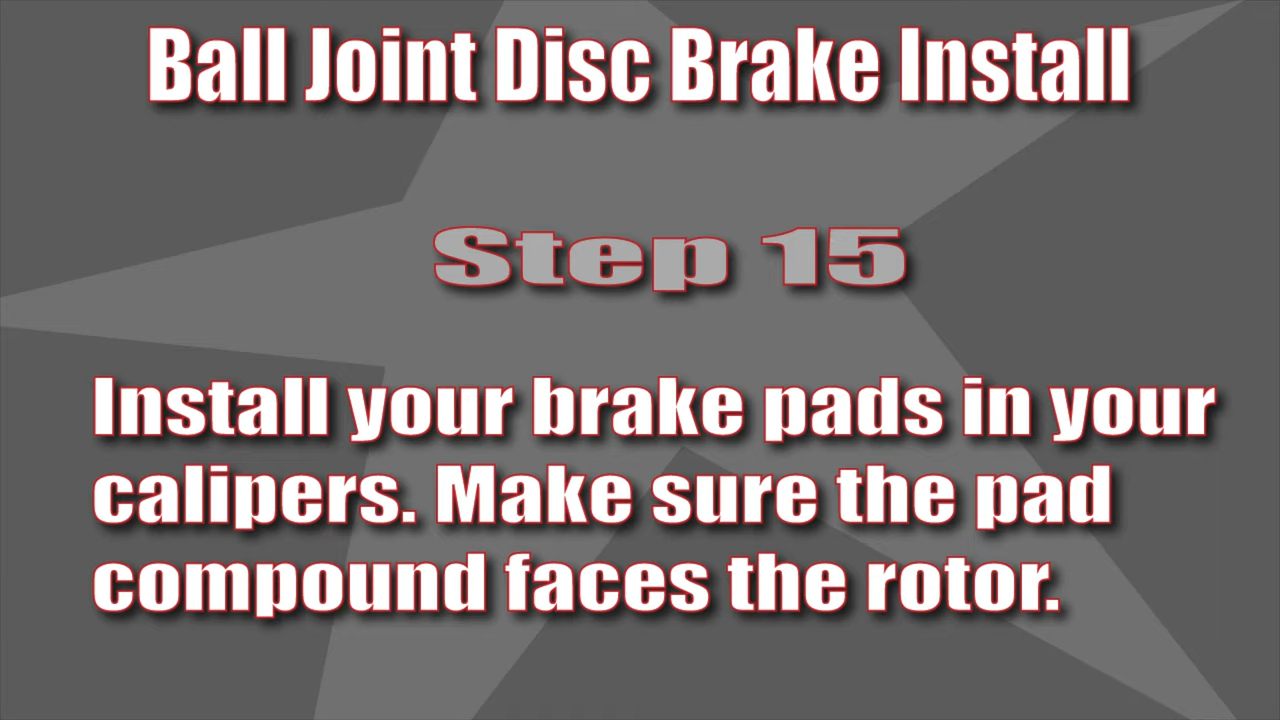 Ball Joint Disc Brake Install
Step 15
Install your brake pads in your
calipers. Make sure the pad
compound faces the rotor.